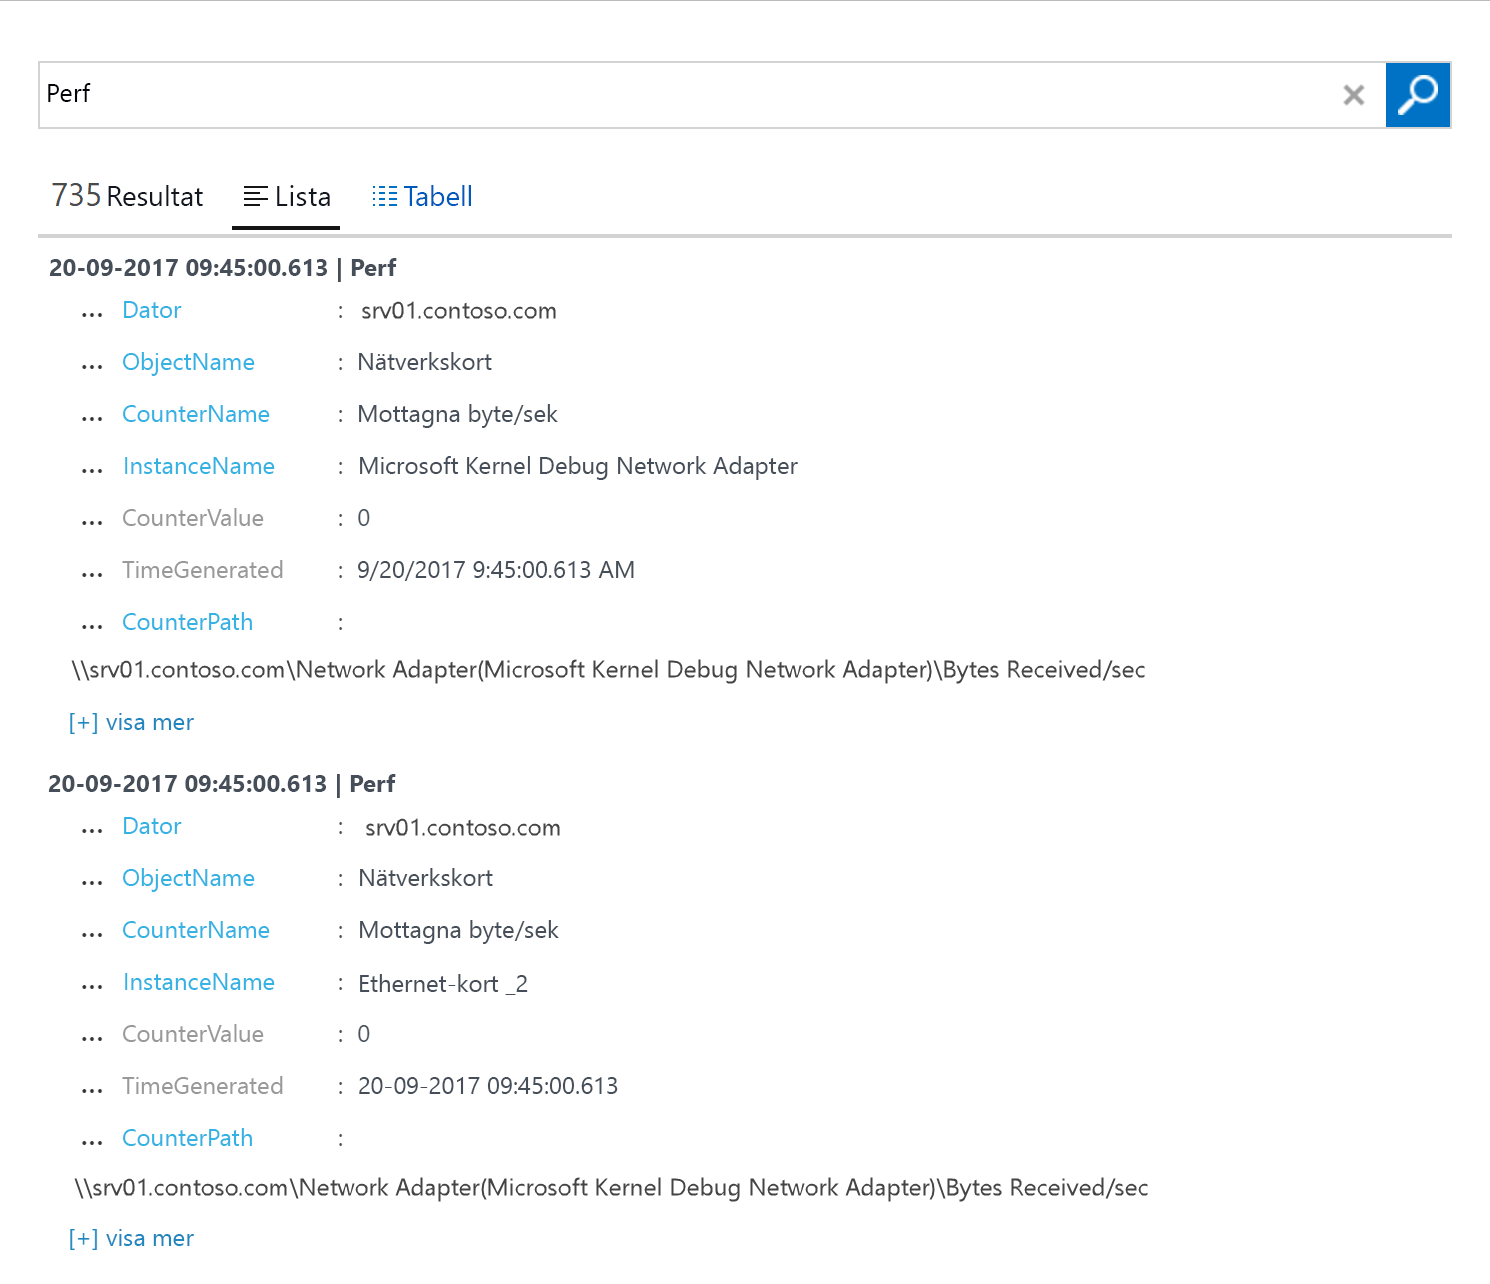 Perf
735 Resultat Lista Tabell
20-09-2017 09:45:00.613 | Perf
... Dator : srv01.contoso.com
... ObjectName : Nätverkskort
... CounterName : Mottagna byte/sek
... InstanceName : Microsoft Kernel Debug Network Adapter
... CounterValue : 0
... TimeGenerated : 9/20/2017 9:45:00.613 AM
... CounterPath :
\\srv01.contoso.com\Network Adapter(Microsoft Kernel Debug Network Adapter)\Bytes Received/sec
[+] visa mer
20-09-2017 09:45:00.613 | Perf
... Dator : srv01.contoso.com
... ObjectName : Nätverkskort
... CounterName : Mottagna byte/sek
... InstanceName : Ethernet-kort _2
... CounterValue : 0
... TimeGenerated : 20-09-2017 09:45:00.613
... CounterPath :
\\srv01.contoso.com\Network Adapter(Microsoft Kernel Debug Network Adapter)\Bytes Received/sec
[+] visa mer